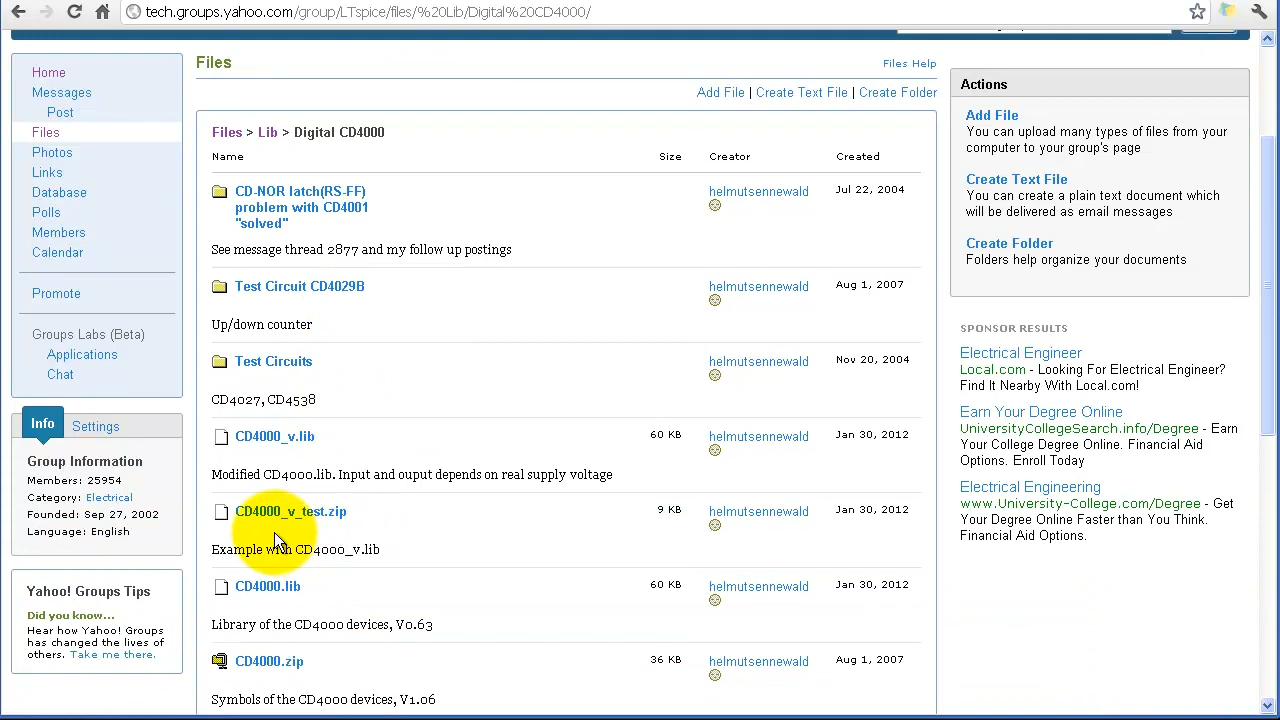 tech.groups.yahoo.com/group/LTspice/files/%20Lib/Digital%20CD4000/
Home
Messages
Post
Files
Photos
Links
Database
Polls
Members
Calendar
Promote
Groups Labs (Beta)
Applications
Chat
Info
Settings
Group Information
Members: 25954
Category: Electrical
Founded: Sep 27, 2002
Language: English
Yahoo! Groups Tips
Did you know...
Hear how Yahoo! Groups
has changed the lives of
others. Take me there.
Files
Files Help
Add File | Create Text File | Create Folder
Files > Lib > Digital CD4000
Name Size Creator Created
CD-NOR latch(RS-FF) helmutsennewald Jul 22, 2004
problem with CD4001
"solved"
See message thread 2877 and my follow up postings
Test Circuit CD4029B helmutsennewald Aug 1, 2007
Up/down counter
Test Circuits helmutsennewald Nov 20, 2004
CD4027, CD4538
CD4000_v.lib 60 KB helmutsennewald Jan 30, 2012
Modified CD4000.lib. Input and ouput depends on real supply voltage
CD4000_v_test.zip 9 KB helmutsennewald Jan 30, 2012
Example with CD4000_v.lib
CD4000.lib 60 KB helmutsennewald Jan 30, 2012
Library of the CD4000 devices, V0.63
CD4000.zip 36 KB helmutsennewald Aug 1, 2007
Symbols of the CD4000 devices, V1.06
Actions
Add File
You can upload many types of files from your
computer to your group's page
Create Text File
You can create a plain text document which
will be delivered as email messages
Create Folder
Folders help organize your documents
SPONSOR RESULTS
Electrical Engineer
Local.com - Looking For Electrical Engineer?
Find It Nearby With Local.com!
Earn Your Degree Online
UniversityCollegeSearch.info/Degree - Earn
Your College Degree Online. Financial Aid
Options. Enroll Today
Electrical Engineering
www.University-College.com/Degree - Get
Your Degree Online Faster than You Think.
Financial Aid Options.